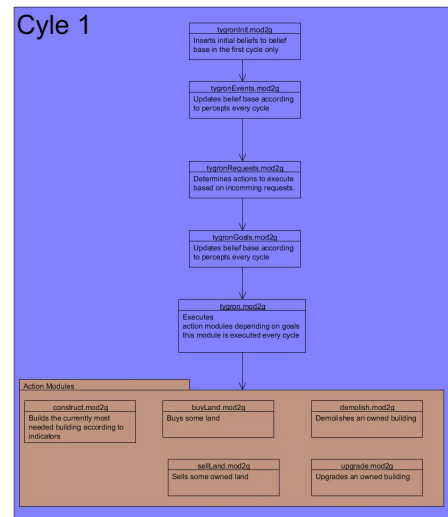 Cyle 1
tygronInit.mod2g
Inserts initial beliefs to belief
base in the first cycle only
tygronEvents.mod2g
Updates belief base according
to percepts every cycle
tygronRequests.mod2g
Determines actions to execute
based on incomming requests.
tygronGoals.mod2g
Updates belief base according
to percepts every cycle
tygron.mod2g
Executes
action modules depending on goals
this module is executed every cycle
Action Modules
construct.mod2g
Builds the currently most
needed building according to
indicators
buyLand.mod2g
Buys some land
demolish.mod2g
Demolishes an owned building
sellLand.mod2g
Sells some owned land
upgrade.mod2g
Upgrades an owned building